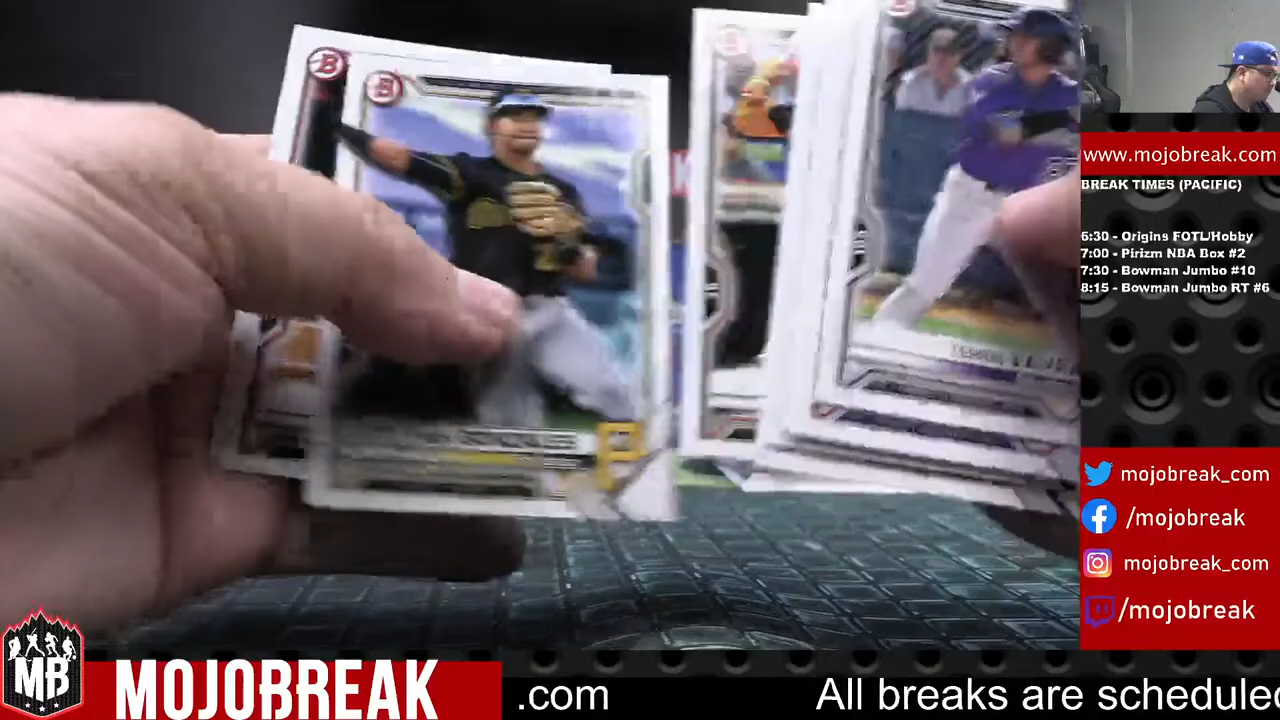 www.mojobreak.com
BREAK TIMES (PACIFIC)
6:30 - Origins FOTL/Hobby
7:00 - Pirizm NBA Box #2
7:30 - Bowman Jumbo #10
8:15 - Bowman Jumbo RT #6
B
B
GONZALES
P
mojobreak_com
/mojobreak
mojobreak_com
/mojobreak
MB
MOJOBREAK
.com
All breaks are scheduled